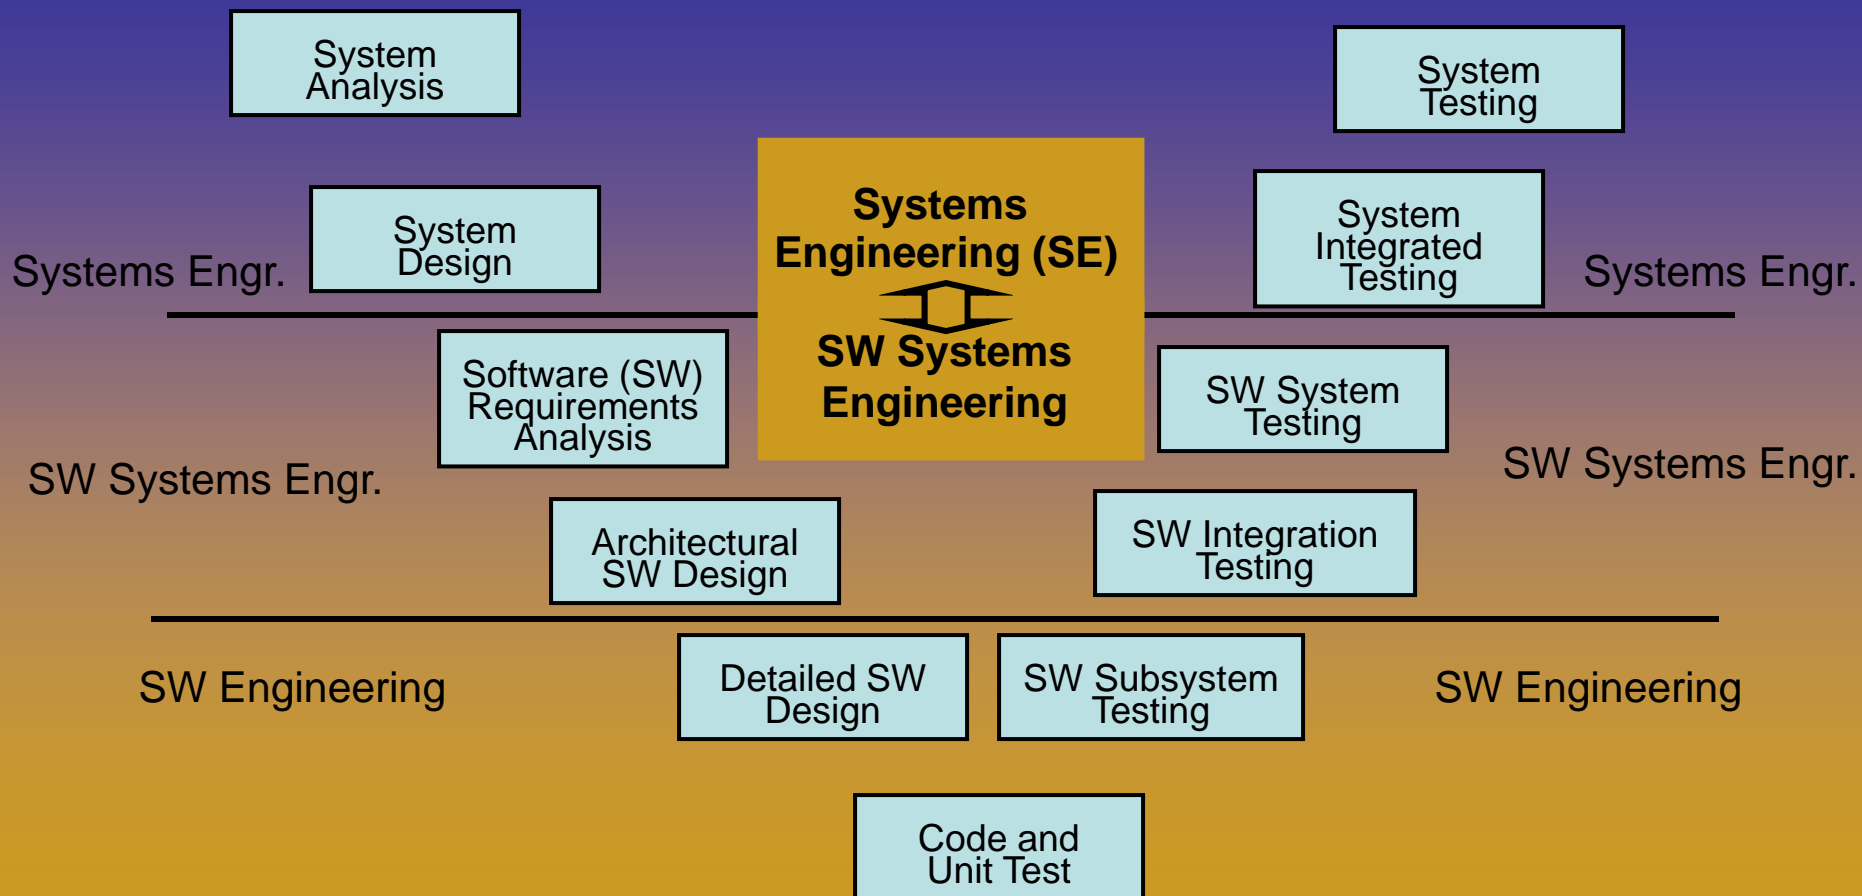 System
Analysis
System
Testing
System
Design
Systems
Engineering (SE)
SW Systems
Engineering
System
Integrated
Testing
Systems Engr.
Systems Engr.
Software (SW)
Requirements
Analysis
SW System
Testing
SW Systems Engr.
SW Systems Engr.
Architectural
SW Design
SW Integration
Testing
SW Engineering
Detailed SW
Design
SW Subsystem
Testing
SW Engineering
Code and
Unit Test